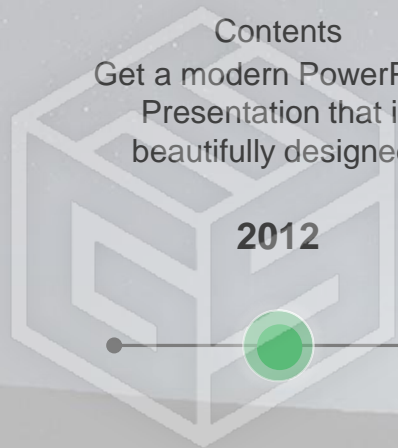 Contents
Get a modern PowerP
Presentation that i
beautifully designe
2012